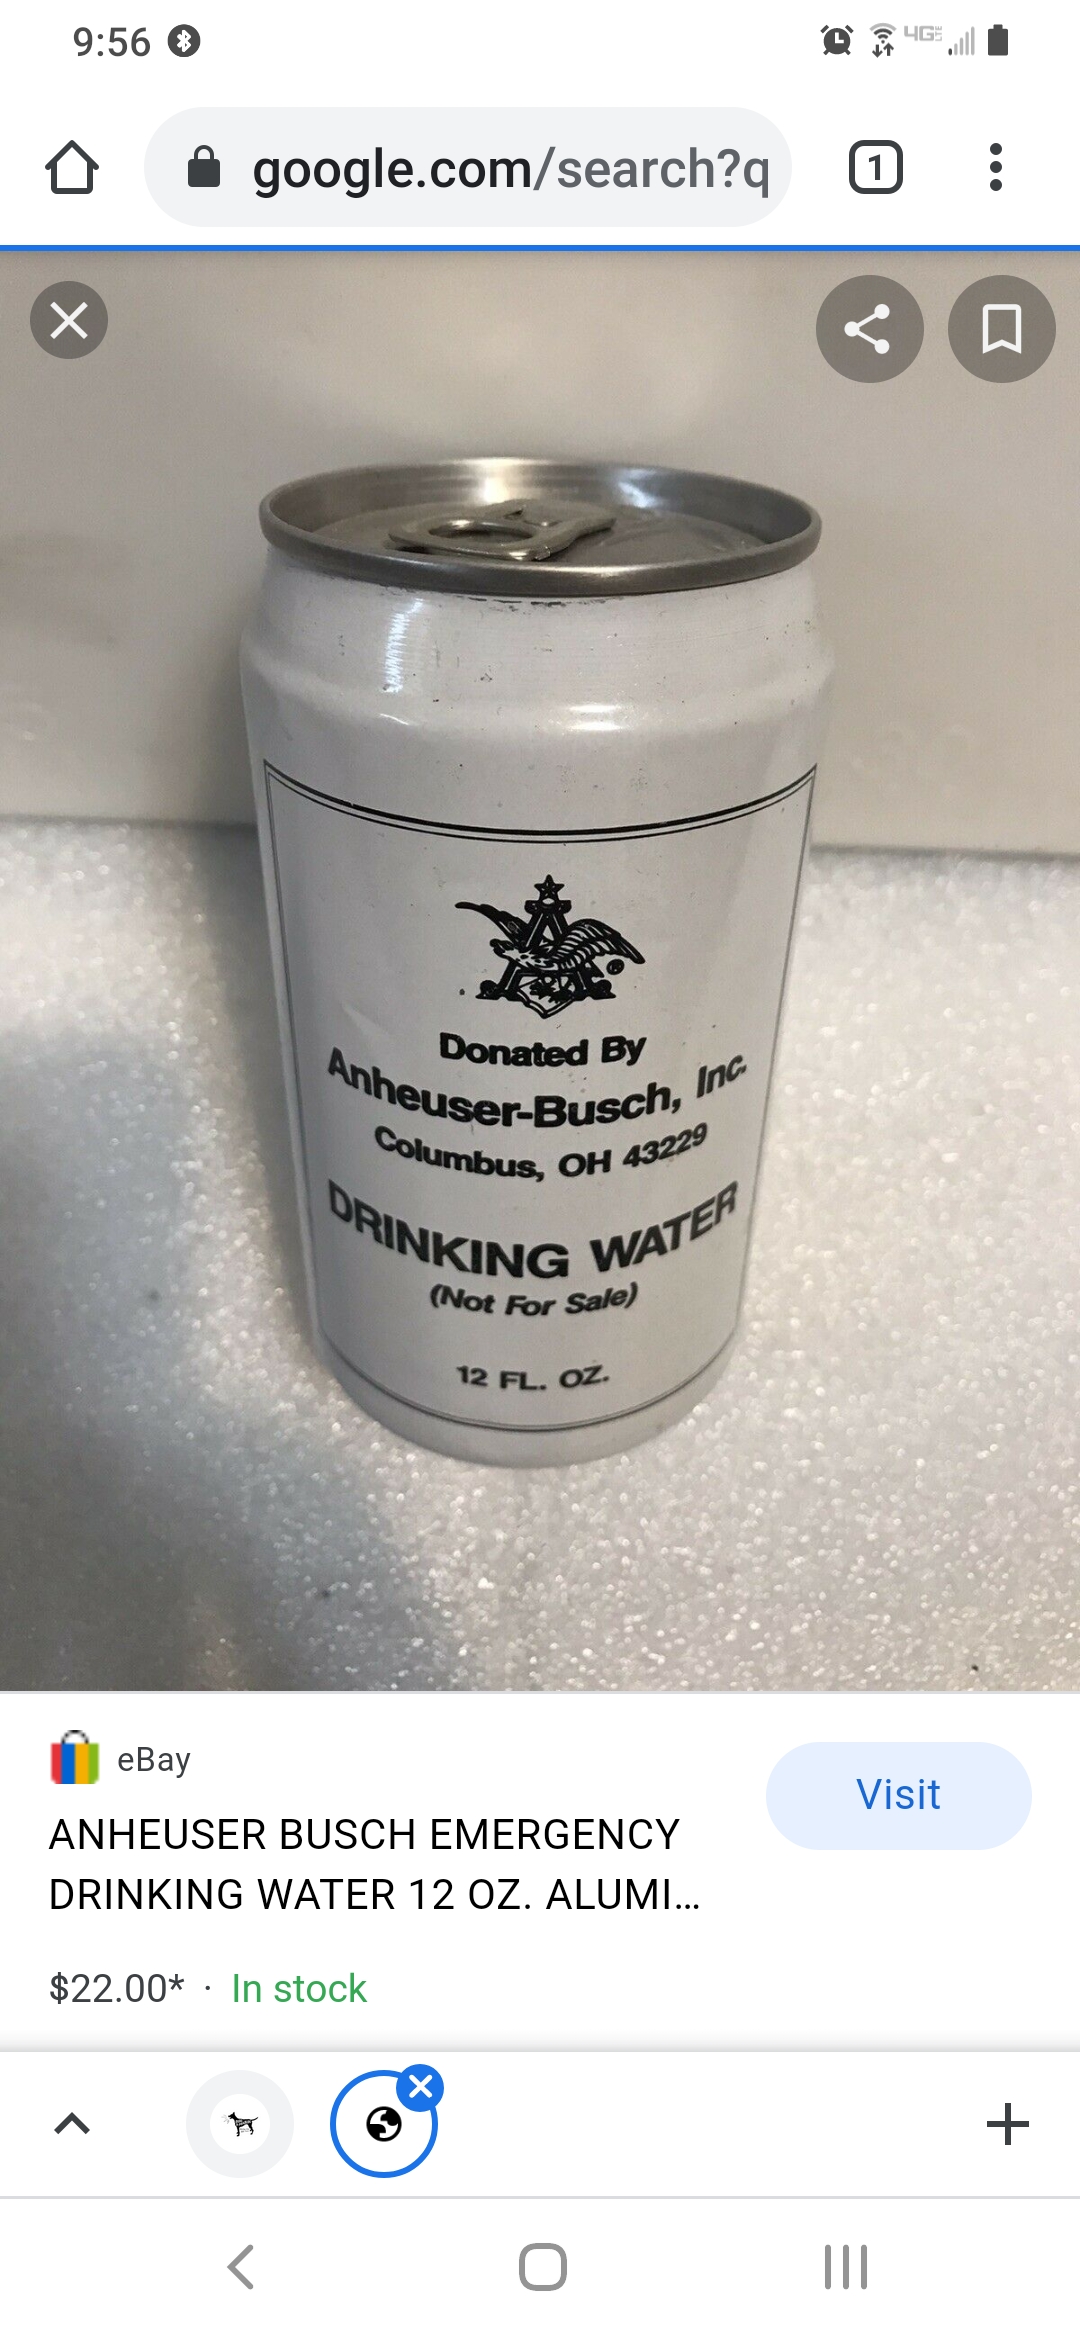 9:56
4G
google.com/search?q
1
Donated By
Anheuser-Busch, Inc.
Columbus, OH 43229
DRINKING WATER
(Not For Sale)
12 FL. OZ.
eBay
Visit
ANHEUSER BUSCH EMERGENCY
DRINKING WATER 12 OZ. ALUMI...
$22.00* · In stock